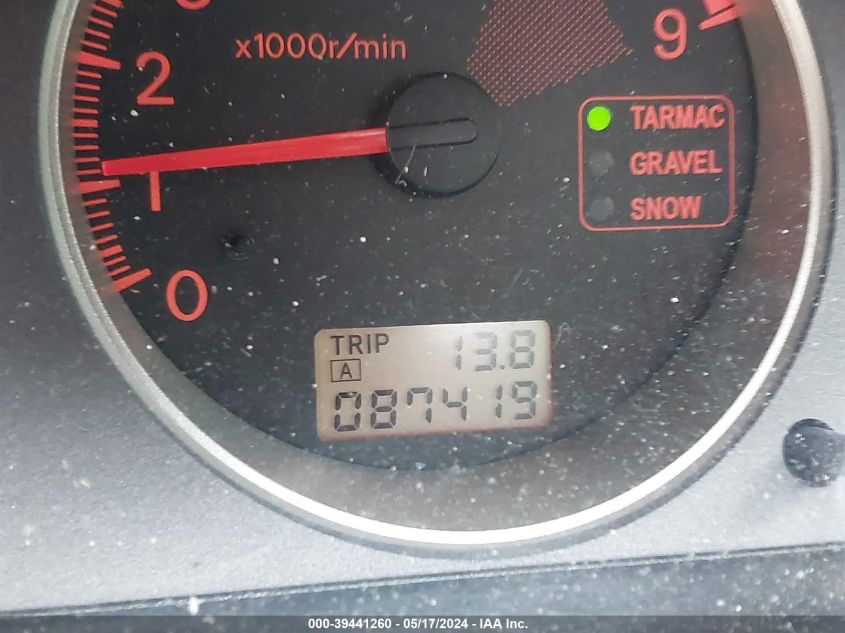 x1000r/min
9
2
1
0
TARMAC
GRAVEL
SNOW
TRIP
A
13.8
087419
000-39441260 - 05/17/2024 - IAA Inc.